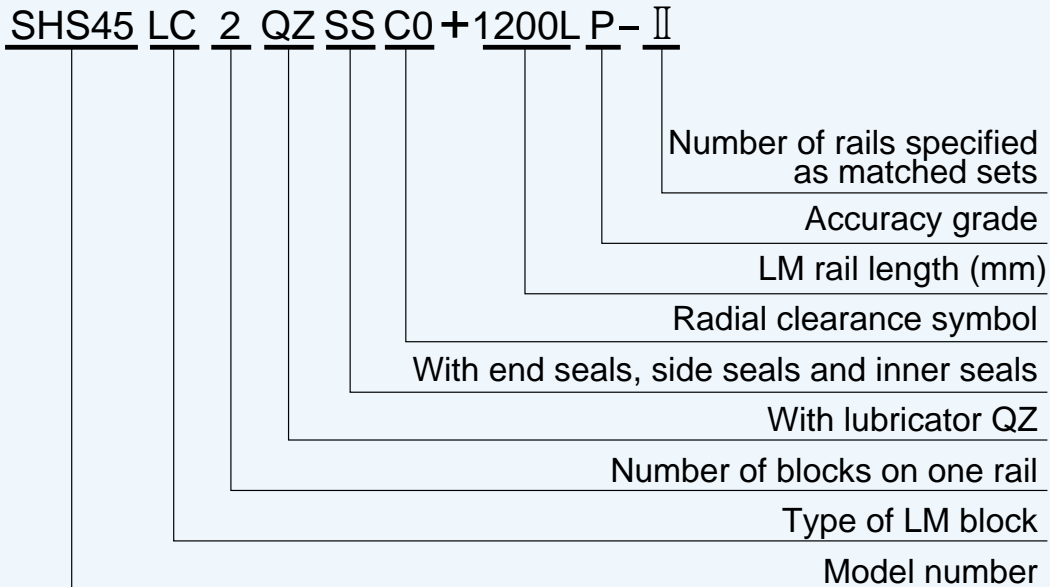 SHS45 LC 2 QZ SS C0 + 1200L P - Ⅱ
Number of rails specified
as matched sets
Accuracy grade
LM rail length (mm)
Radial clearance symbol
With end seals, side seals and inner seals
With lubricator QZ
Number of blocks on one rail
Type of LM block
Model number